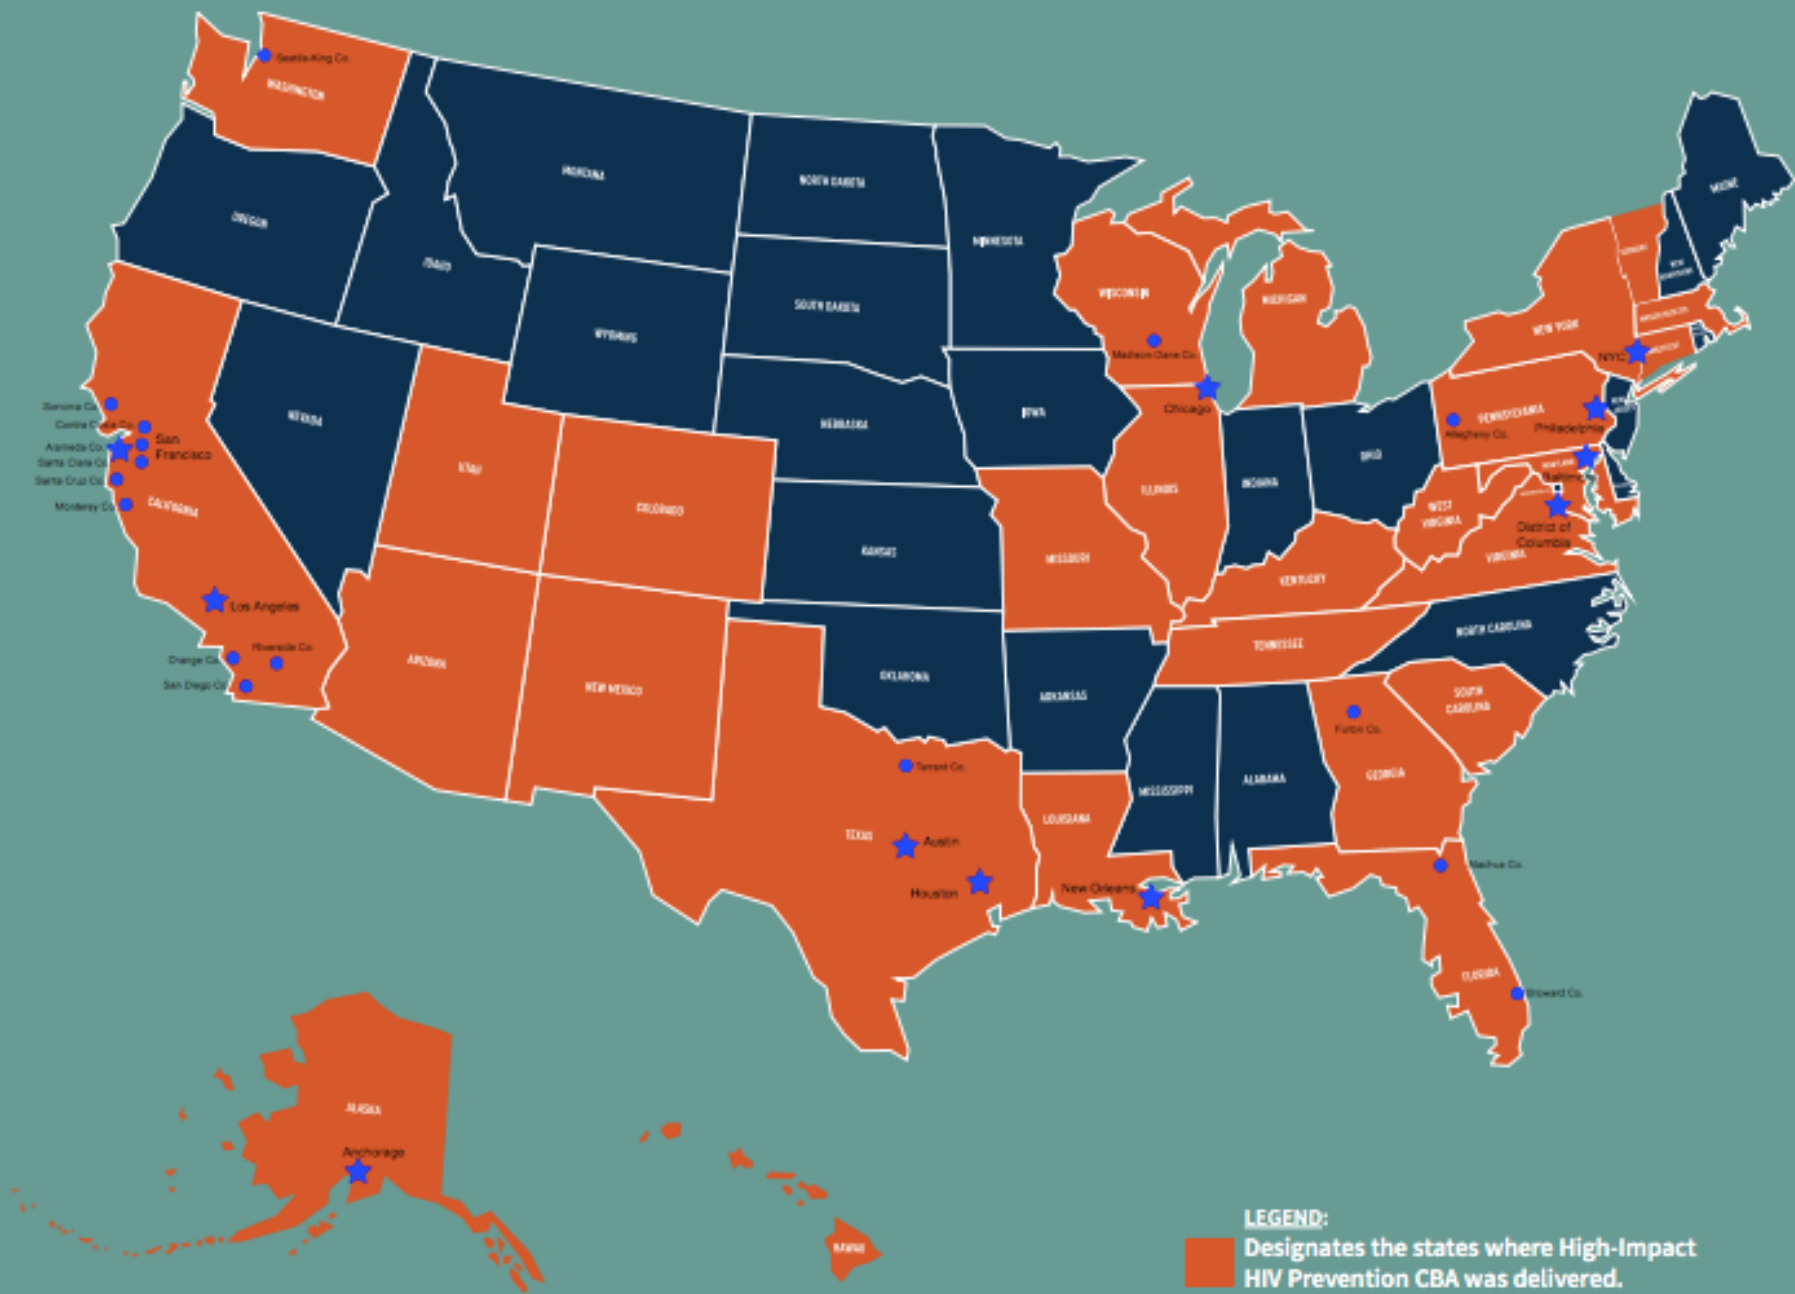 Seattle-King Co.
WASHINGTON
MONTANA
NORTH DAKOTA
MINNESOTA
MAINE
OREGON
IDAHO
SOUTH DAKOTA
WISCONSIN
MICHIGAN
NEW YORK
WYOMING
Madison Dane Co.
NYC
Chicago
Sonoma Co.
NEVADA
NEBRASKA
IOWA
PENNSYLVANIA
Philadelphia
Allegheny Co.
San
Francisco
Alameda Co.
Santa Clara Co.
Santa Cruz Co.
Monterey Co.
CALIFORNIA
UTAH
COLORADO
KANSAS
MISSOURI
ILLINOIS
INDIANA
OHIO
WEST
VIRGINIA
District of
Columbia
VIRGINIA
KENTUCKY
Los Angeles
Riverside Co.
Orange Co.
San Diego Co.
ARIZONA
NEW MEXICO
OKLAHOMA
ARKANSAS
TENNESSEE
NORTH CAROLINA
SOUTH
CAROLINA
Tarrant Co.
TEXAS
Austin
Houston
LOUISIANA
New Orleans
MISSISSIPPI
ALABAMA
GEORGIA
FLORIDA
Broward Co.
ALASKA
Anchorage
HAWAII
LEGEND:
Designates the states where High-Impact
HIV Prevention CBA was delivered.